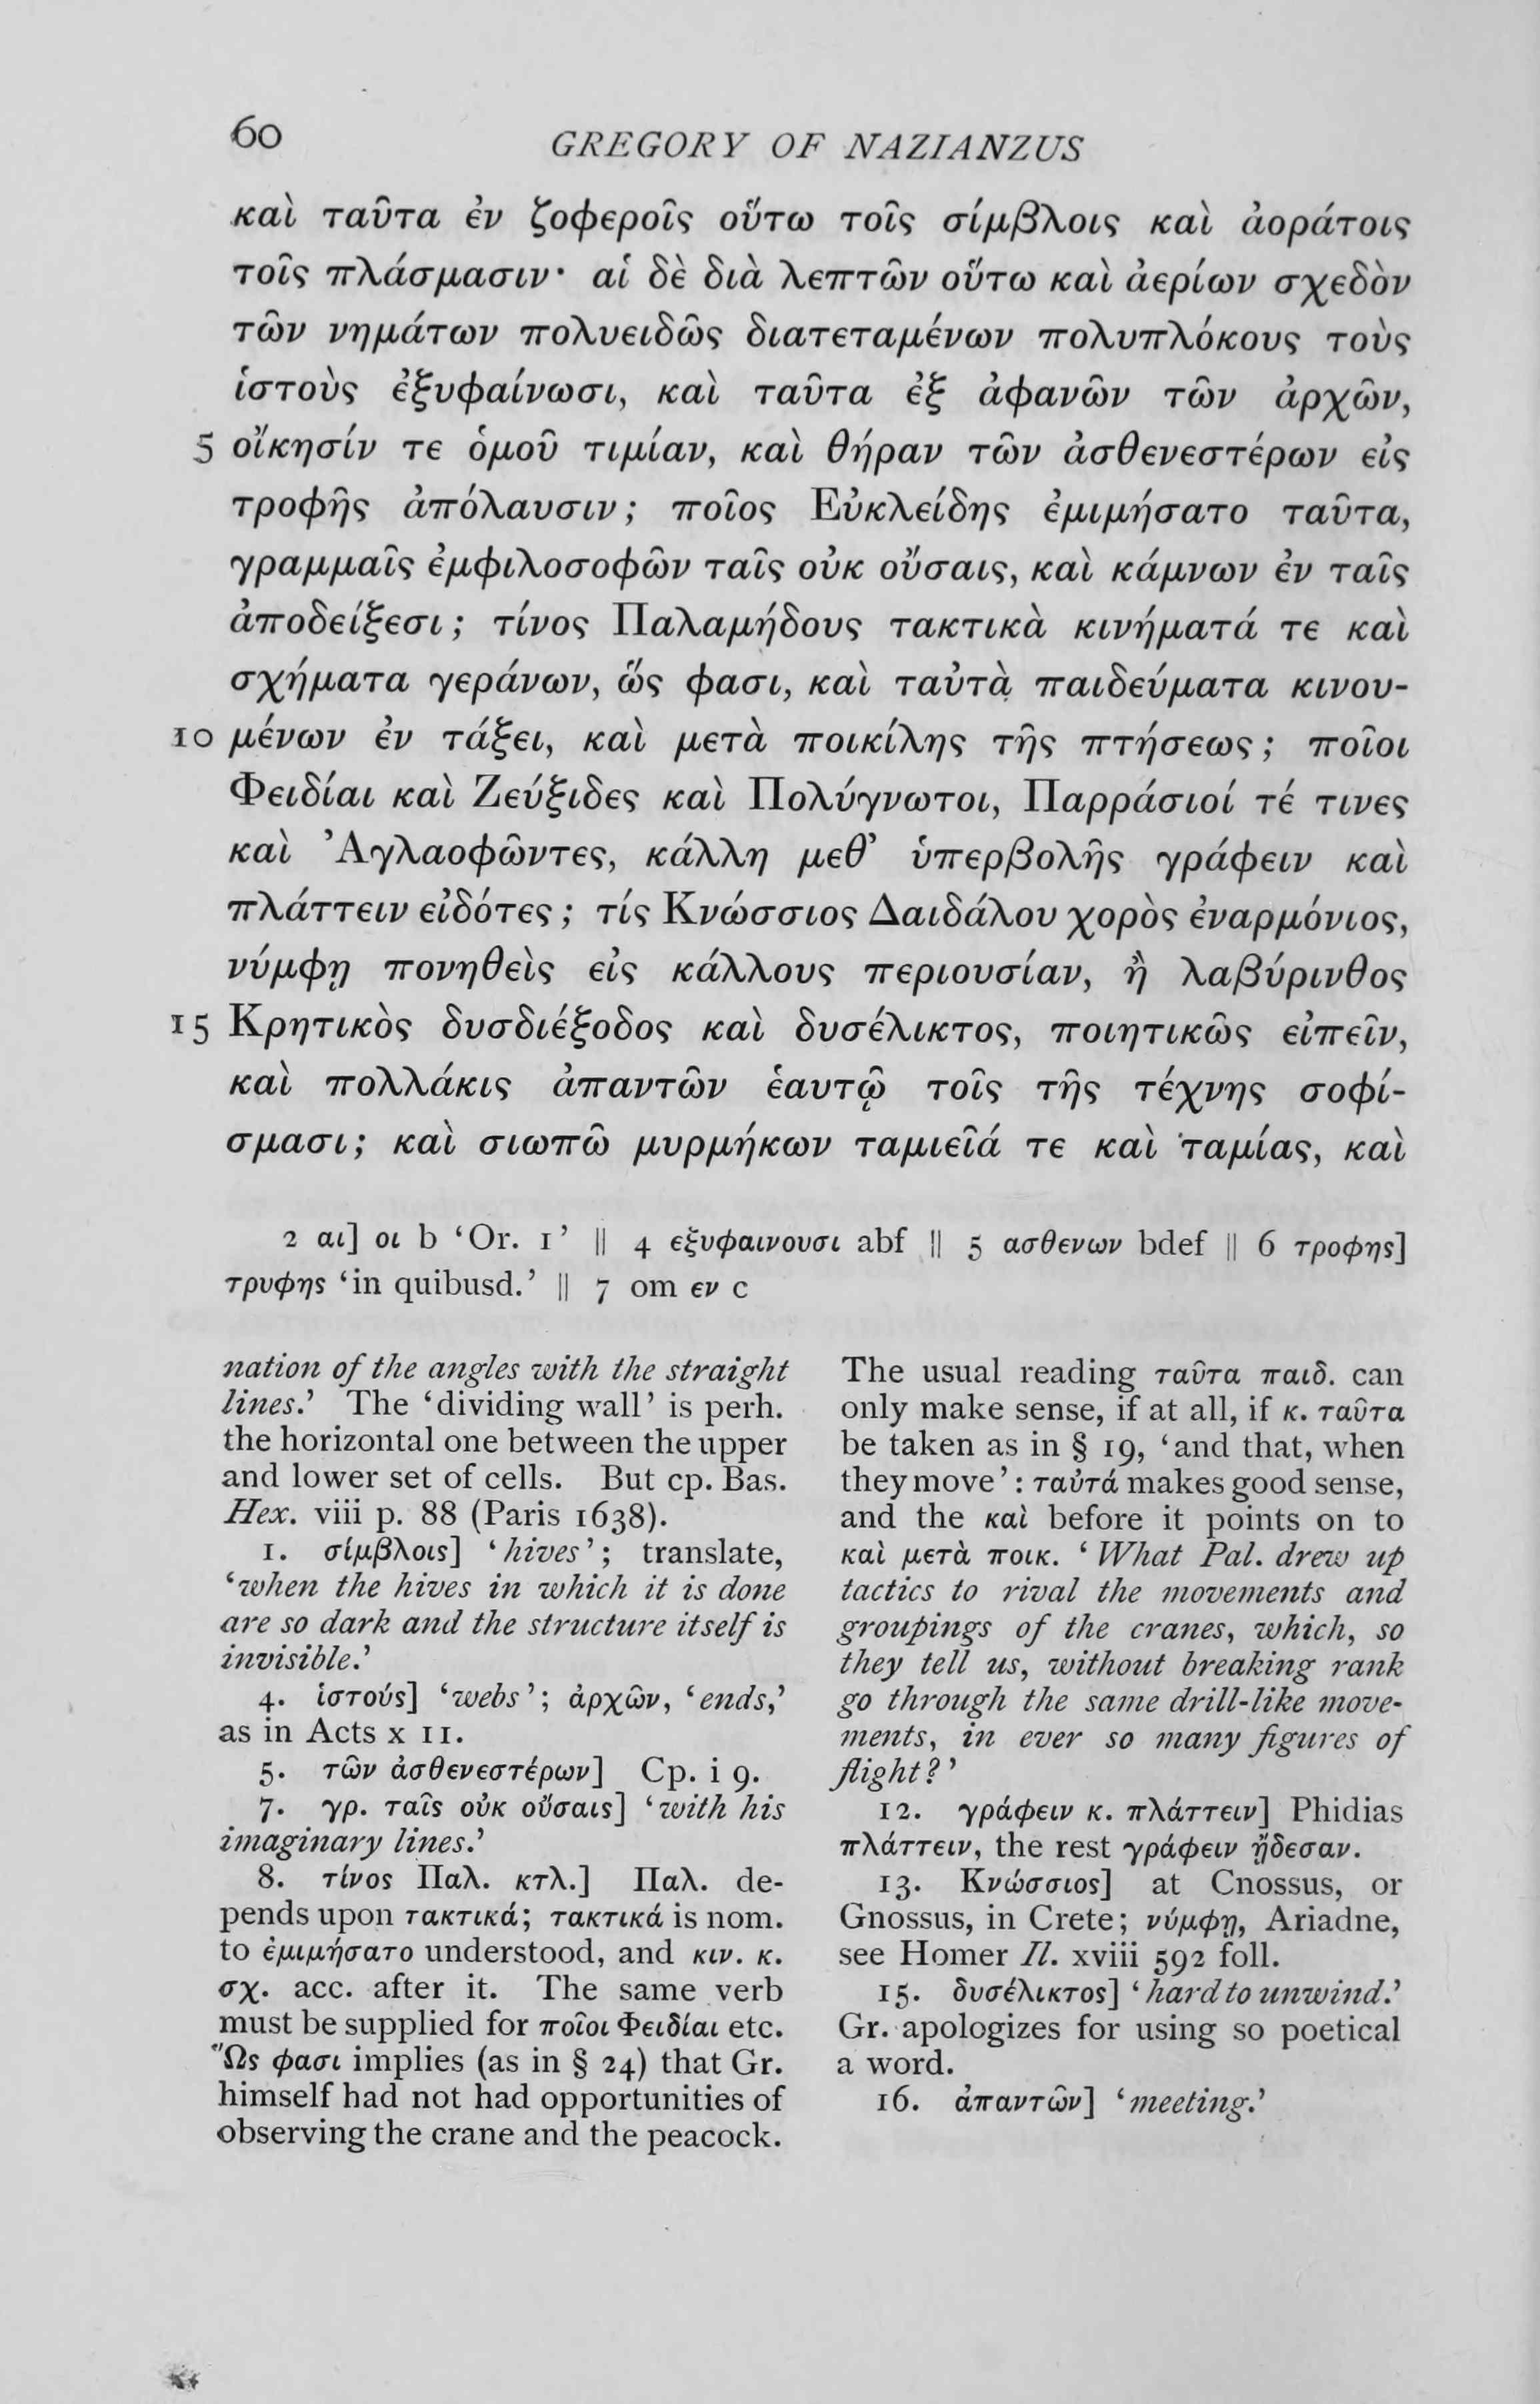 60
GREGORY OF NAZIANZUS
καὶ ταῦτα ἐν ζοφεροῖς οὕτω τοῖς σίμβλοις καὶ ἀοράτοις
τοῖς πλάσμασιν· αἱ δὲ διὰ λεπτῶν οὕτω καὶ ἀερίων σχεδὸν
τῶν νημάτων πολυειδῶς διατεταμένων πολυπλόκους τοὺς
ἱστοὺς ἐξυφαίνωσι, καὶ ταῦτα ἐξ ἀφανῶν τῶν ἀρχῶν,
5 οἴκησίν τε ὁμοῦ τιμίαν, καὶ θήραν τῶν ἀσθενεστέρων εἰς
τροφῆς ἀπόλαυσιν; ποῖος Εὐκλείδης ἐμιμήσατο ταῦτα,
γραμμαῖς ἐμφιλοσοφῶν ταῖς οὐκ οὔσαις, καὶ κάμνων ἐν ταῖς
ἀποδείξεσι; τίνος Παλαμήδους τακτικὰ κινήματά τε καὶ
σχήματα γεράνων, ὥς φασι, καὶ ταὐτὰ παιδεύματα κινου-
10 μένων ἐν τάξει, καὶ μετὰ ποικίλης τῆς πτήσεως; ποῖοι
Φειδίαι καὶ Ζεύξιδες καὶ Πολύγνωτοι, Παρράσιοί τέ τινες
καὶ Ἀγλαοφῶντες, κάλλη μεθ’ ὑπερβολῆς γράφειν καὶ
πλάττειν εἰδότες; τίς Κνώσσιος Δαιδάλου χορὸς ἐναρμόνιος,
νύμφῃ πονηθεὶς εἰς κάλλους περιουσίαν, ἢ λαβύρινθος
15 Κρητικὸς δυσδιέξοδος καὶ δυσέλικτος, ποιητικῶς εἰπεῖν,
καὶ πολλάκις ἀπαντῶν ἑαυτῷ τοῖς τῆς τέχνης σοφί-
σμασι; καὶ σιωπῶ μυρμήκων ταμιεῖά τε καὶ ταμίας, καὶ
2 αι] οι b ‘Or. 1’ || 4 εξυφαινουσι abf || 5 ασθενων bdef || 6 τροφης]
τρυφης ‘in quibusd.’ || 7 om εν c
nation of the angles with the straight
lines.’ The ‘dividing wall’ is perh.
the horizontal one between the upper
and lower set of cells. But cp. Bas.
Hex. viii p. 88 (Paris 1638).
1. σίμβλοις] ‘hives’; translate,
‘when the hives in which it is done
are so dark and the structure itself is
invisible.’
4. ἱστούς] ‘webs’; ἀρχῶν, ‘ends,’
as in Acts x 11.
5. τῶν ἀσθενεστέρων] Cp. i 9.
7. γρ. ταῖς οὐκ οὔσαις] ‘with his
imaginary lines.’
8. τίνος Παλ. κτλ.] Παλ. de-
pends upon τακτικά; τακτικά is nom.
to ἐμιμήσατο understood, and κιν. κ.
σχ. acc. after it. The same verb
must be supplied for ποῖοι Φειδίαι etc.
Ὥς φασι implies (as in § 24) that Gr.
himself had not had opportunities of
observing the crane and the peacock.
The usual reading ταῦτα παιδ. can
only make sense, if at all, if κ. ταῦτα
be taken as in § 19, ‘and that, when
they move’: ταὐτά makes good sense,
and the καὶ before it points on to
καὶ μετὰ ποικ. ‘What Pal. drew up
tactics to rival the movements and
groupings of the cranes, which, so
they tell us, without breaking rank
go through the same drill-like move-
ments, in ever so many figures of
flight?’
12. γράφειν κ. πλάττειν] Phidias
πλάττειν, the rest γράφειν ᾔδεσαν.
13. Κνώσσιος] at Cnossus, or
Gnossus, in Crete; νύμφῃ, Ariadne,
see Homer Il. xviii 592 foll.
15. δυσέλικτος] ‘hard to unwind.’
Gr. apologizes for using so poetical
a word.
16. ἀπαντῶν] ‘meeting.’